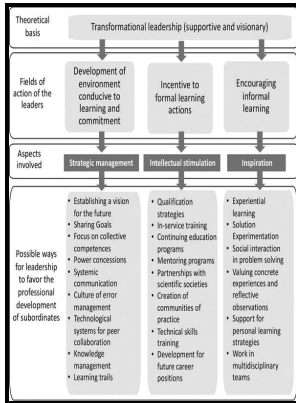 Theoretical
basis
Transformational leadership (supportive and visionary)
Fields of
action of the
leaders
Development of
environment
conducive to
learning and
commitment
Incentive to
formal learning
actions
Encouraging
informal
learning
Aspects
involved
Strategic management
Intellectual stimulation
Inspiration
Possible ways
for leadership
to favor the
professional
development of
subordinates
• Establishing a vision
for the future
• Sharing Goals
• Focus on collective
competences
• Power concessions
• Systemic
communication
• Culture of error
management
• Technological
systems for peer
collaboration
• Knowledge
management
• Learning trails
• Qualification
strategies
• In-service training
• Continuing education
programs
• Mentoring programs
• Partnerships with
scientific societies
• Creation of
communities of
practice
• Technical skills
training
• Development for
future career
positions
• Experiential
learning
• Solution
Experimentation
• Social interaction
in problem solving
• Valuing concrete
experiences and
reflective
observations
• Support for
personal learning
strategies
• Work in
multidisciplinary
teams